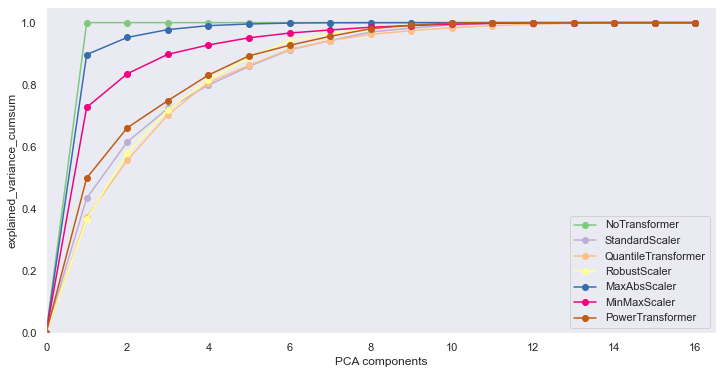 1.0
0.8
0.6
0.4
0.2
0.0
explained_variance_cumsum
0 2 4 6 8 10 12 14 16
PCA components
NoTransformer
StandardScaler
QuantileTransformer
RobustScaler
MaxAbsScaler
MinMaxScaler
PowerTransformer